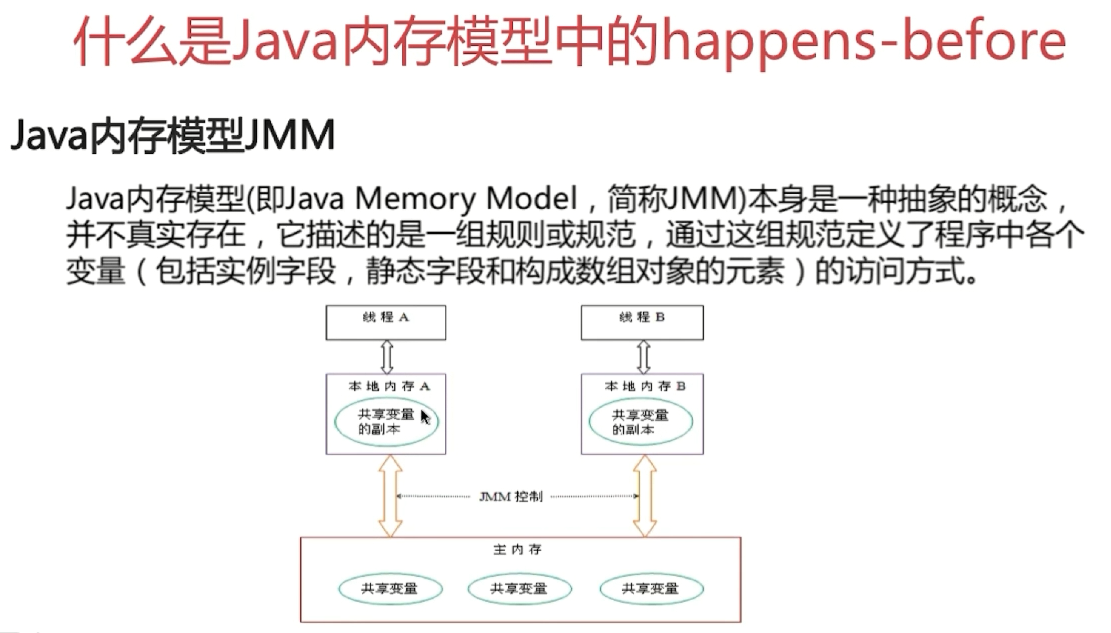 什么是Java内存模型中的happens-before
Java内存模型JMM
Java内存模型(即Java Memory Model，简称JMM)本身是一种抽象的概念，
并不真实存在，它描述的是一组规则或规范，通过这组规范定义了程序中各个
变量（包括实例字段，静态字段和构成数组对象的元素）的访问方式。
线程A
线程B
本地内存A
本地内存B
共享变量
的副本
共享变量
的副本
JMM控制
主内存
共享变量
共享变量
共享变量